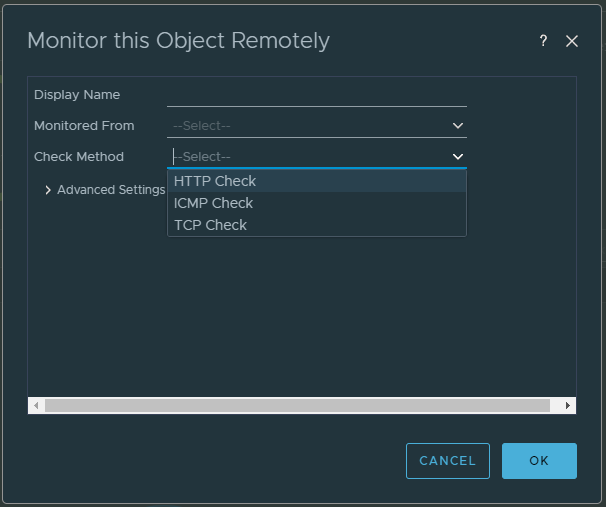 Monitor this Object Remotely ?
Display Name
Monitored From --Select--
Check Method --Select--
HTTP Check
Advanced Settings
ICMP Check
TCP Check
CANCEL OK